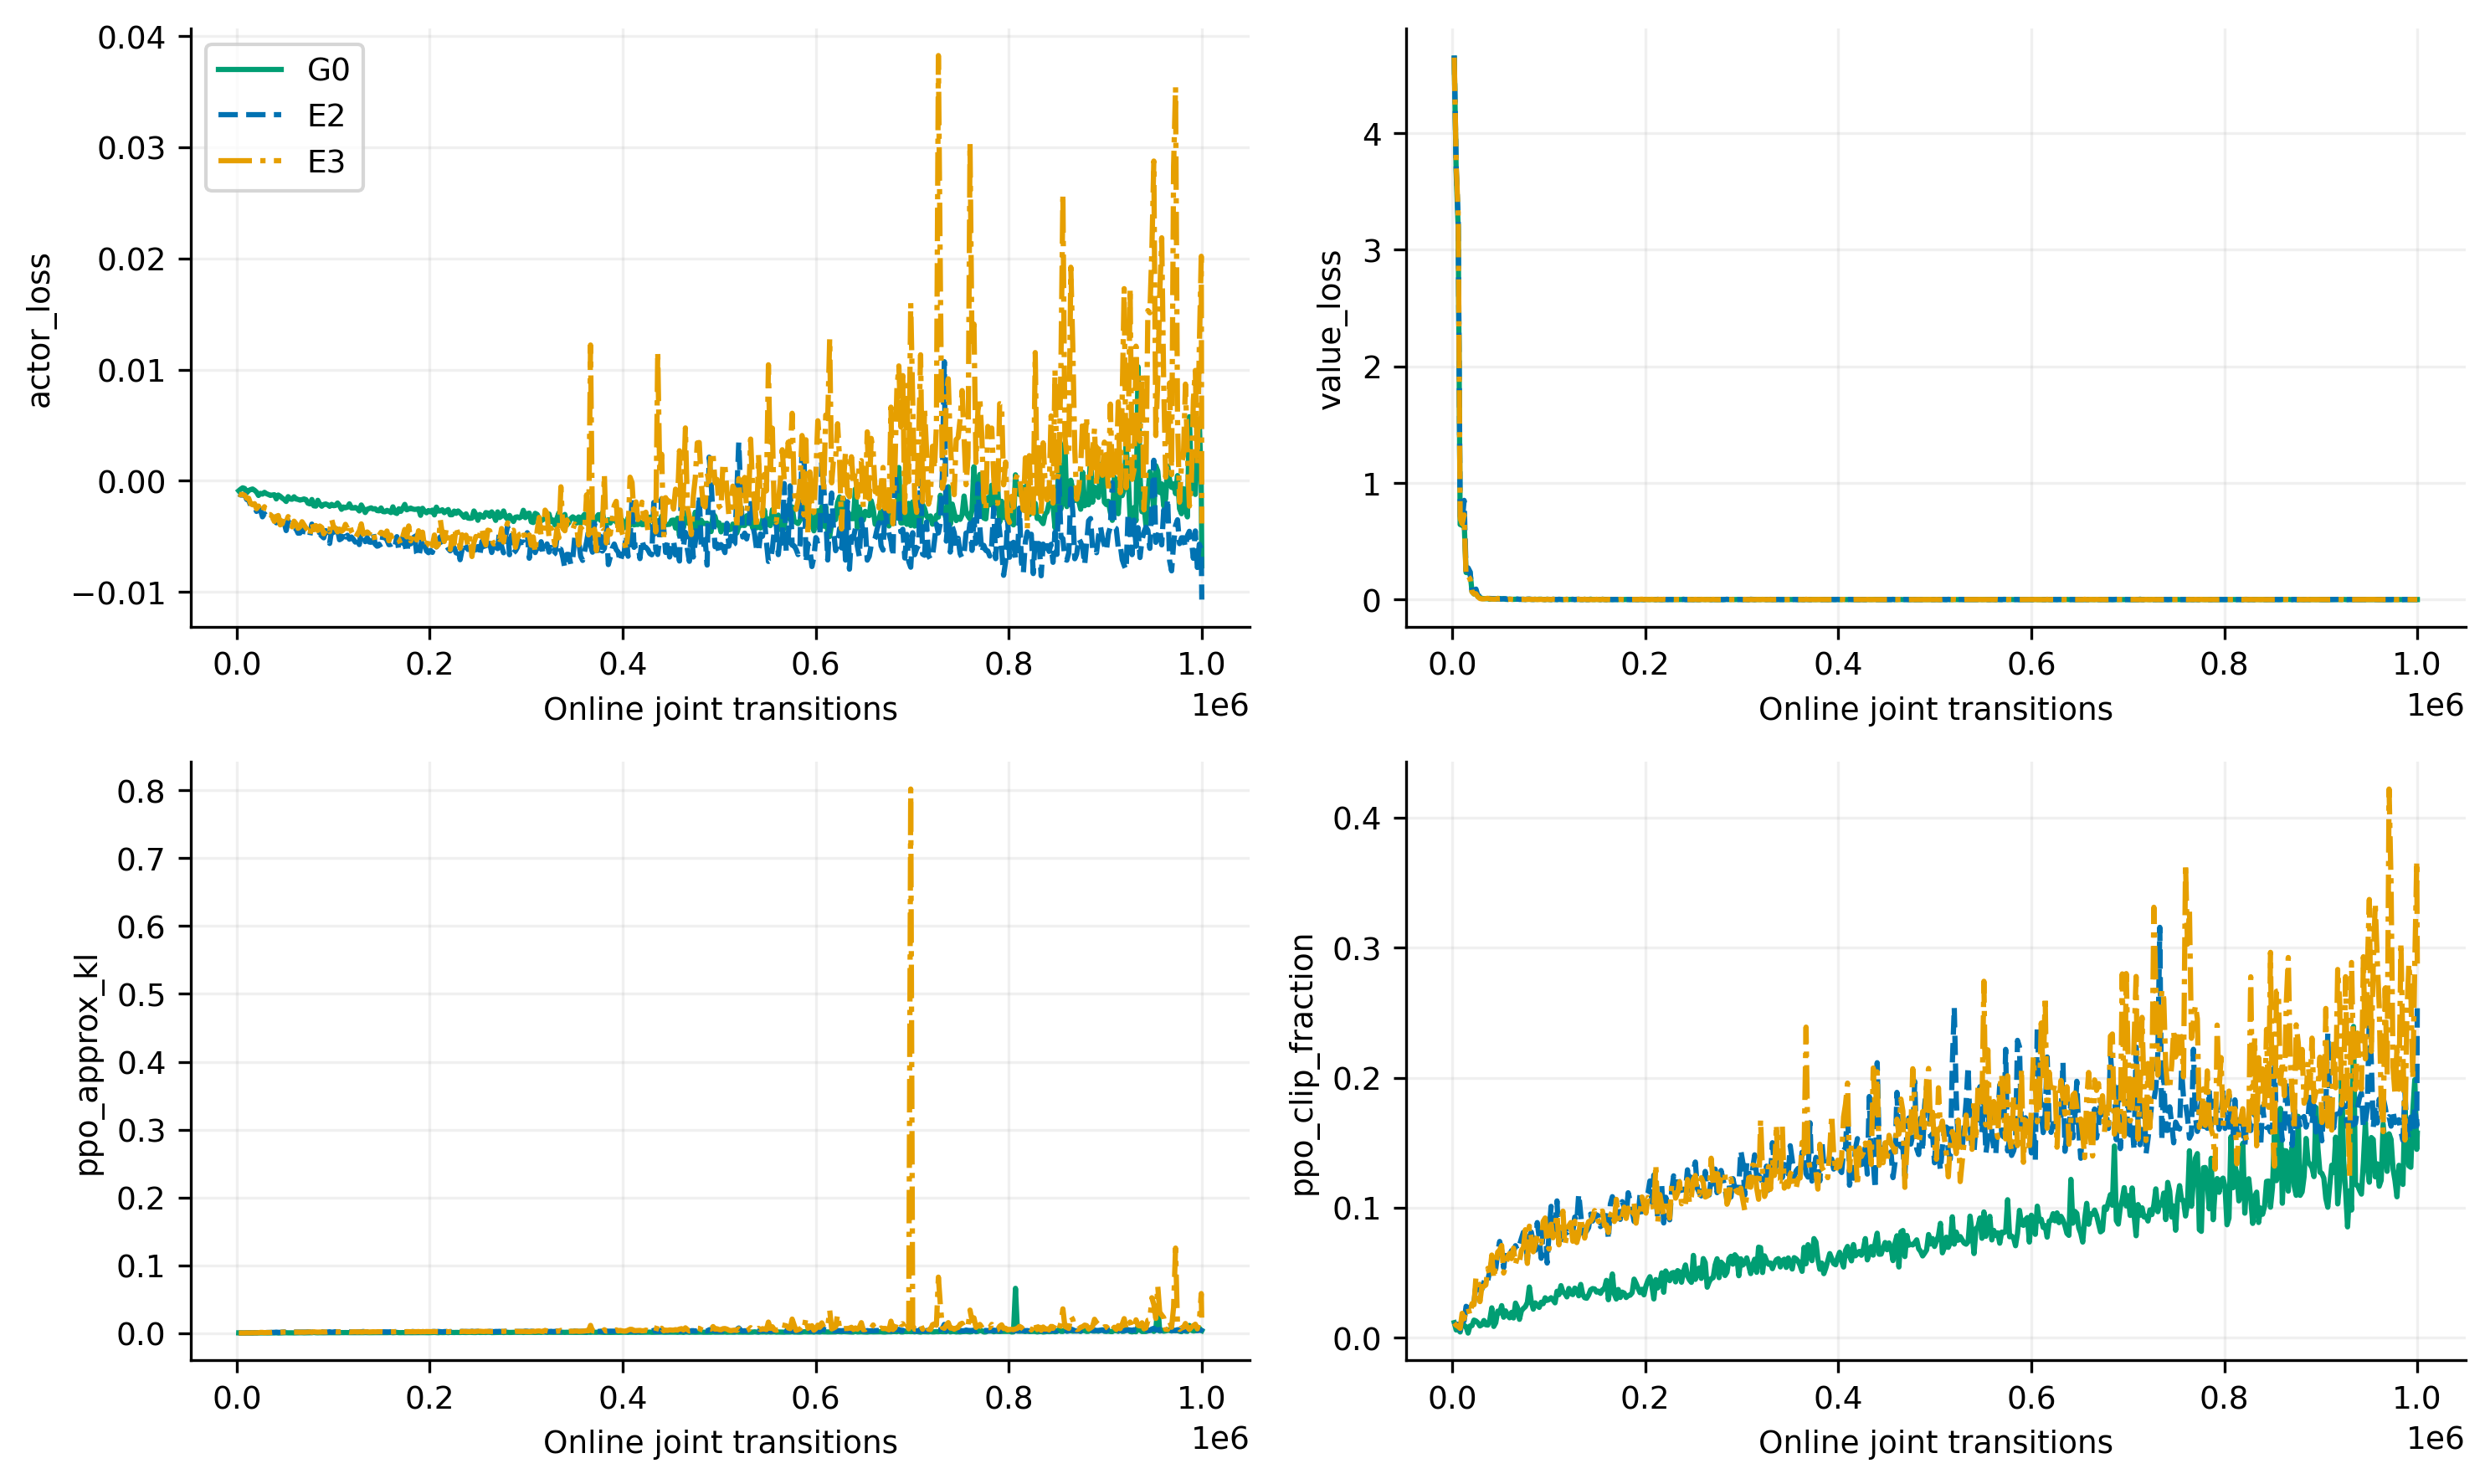 actor_loss
0.04
0.03
0.02
0.01
0.00
−0.01
G0
E2
E3
0.0 0.2 0.4 0.6 0.8 1.0
1e6
Online joint transitions
value_loss
4
3
2
1
0
0.0 0.2 0.4 0.6 0.8 1.0
1e6
Online joint transitions
ppo_approx_kl
0.8
0.7
0.6
0.5
0.4
0.3
0.2
0.1
0.0
0.0 0.2 0.4 0.6 0.8 1.0
1e6
Online joint transitions
ppo_clip_fraction
0.4
0.3
0.2
0.1
0.0
0.0 0.2 0.4 0.6 0.8 1.0
1e6
Online joint transitions